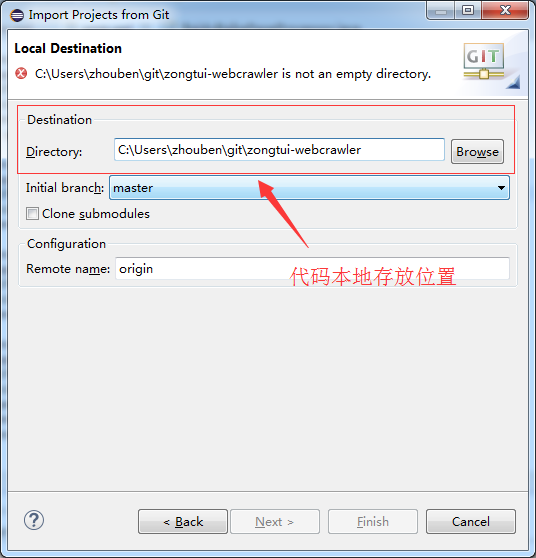 Import Projects from Git
Local Destination
C:\Users\zhouben\git\zongtui-webcrawler is not an empty directory.
GIT
Destination
Directory: C:\Users\zhouben\git\zongtui-webcrawler Browse
Initial branch: master
Clone submodules
Configuration
Remote name: origin
代码本地存放位置
? < Back Next > Finish Cancel